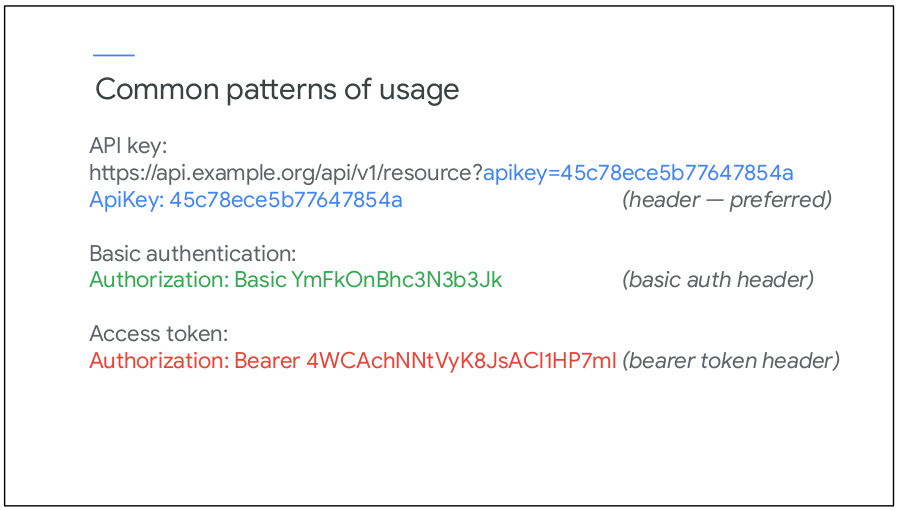 Common patterns of usage
API key:
https://api.example.org/api/v1/resource?apikey=45c78ece5b77647854a
ApiKey: 45c78ece5b77647854a (header — preferred)
Basic authentication:
Authorization: Basic YmFkOnBhc3N3b3Jk (basic auth header)
Access token:
Authorization: Bearer 4WCAchNNtVyK8JsACl1HP7ml (bearer token header)